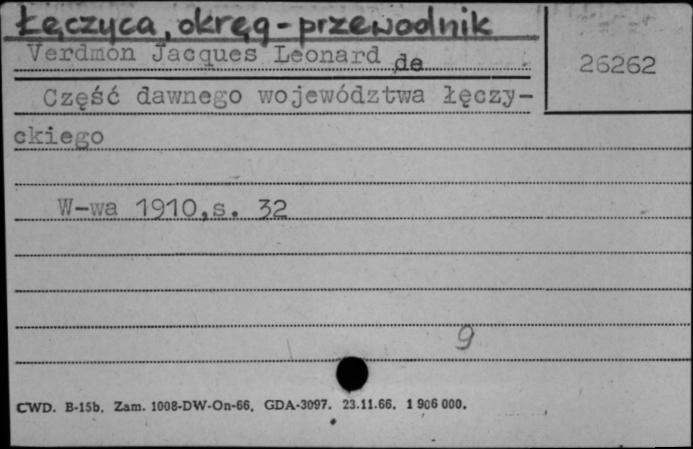 Łęczyca, okręg - przewodnik
Verdmon Jacques Leonard de
26262
Część dawnego województwa łęczy-
ckiego
W-wa 1910,s. 32
9
CWD. B-15b. Zam. 1008-DW-On-66. GDA-3097. 23.11.66. 1 906 000.